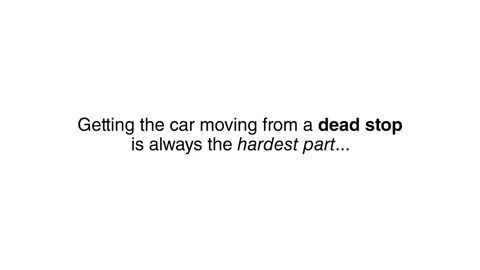 Getting the car moving from a dead stop
is always the hardest part...